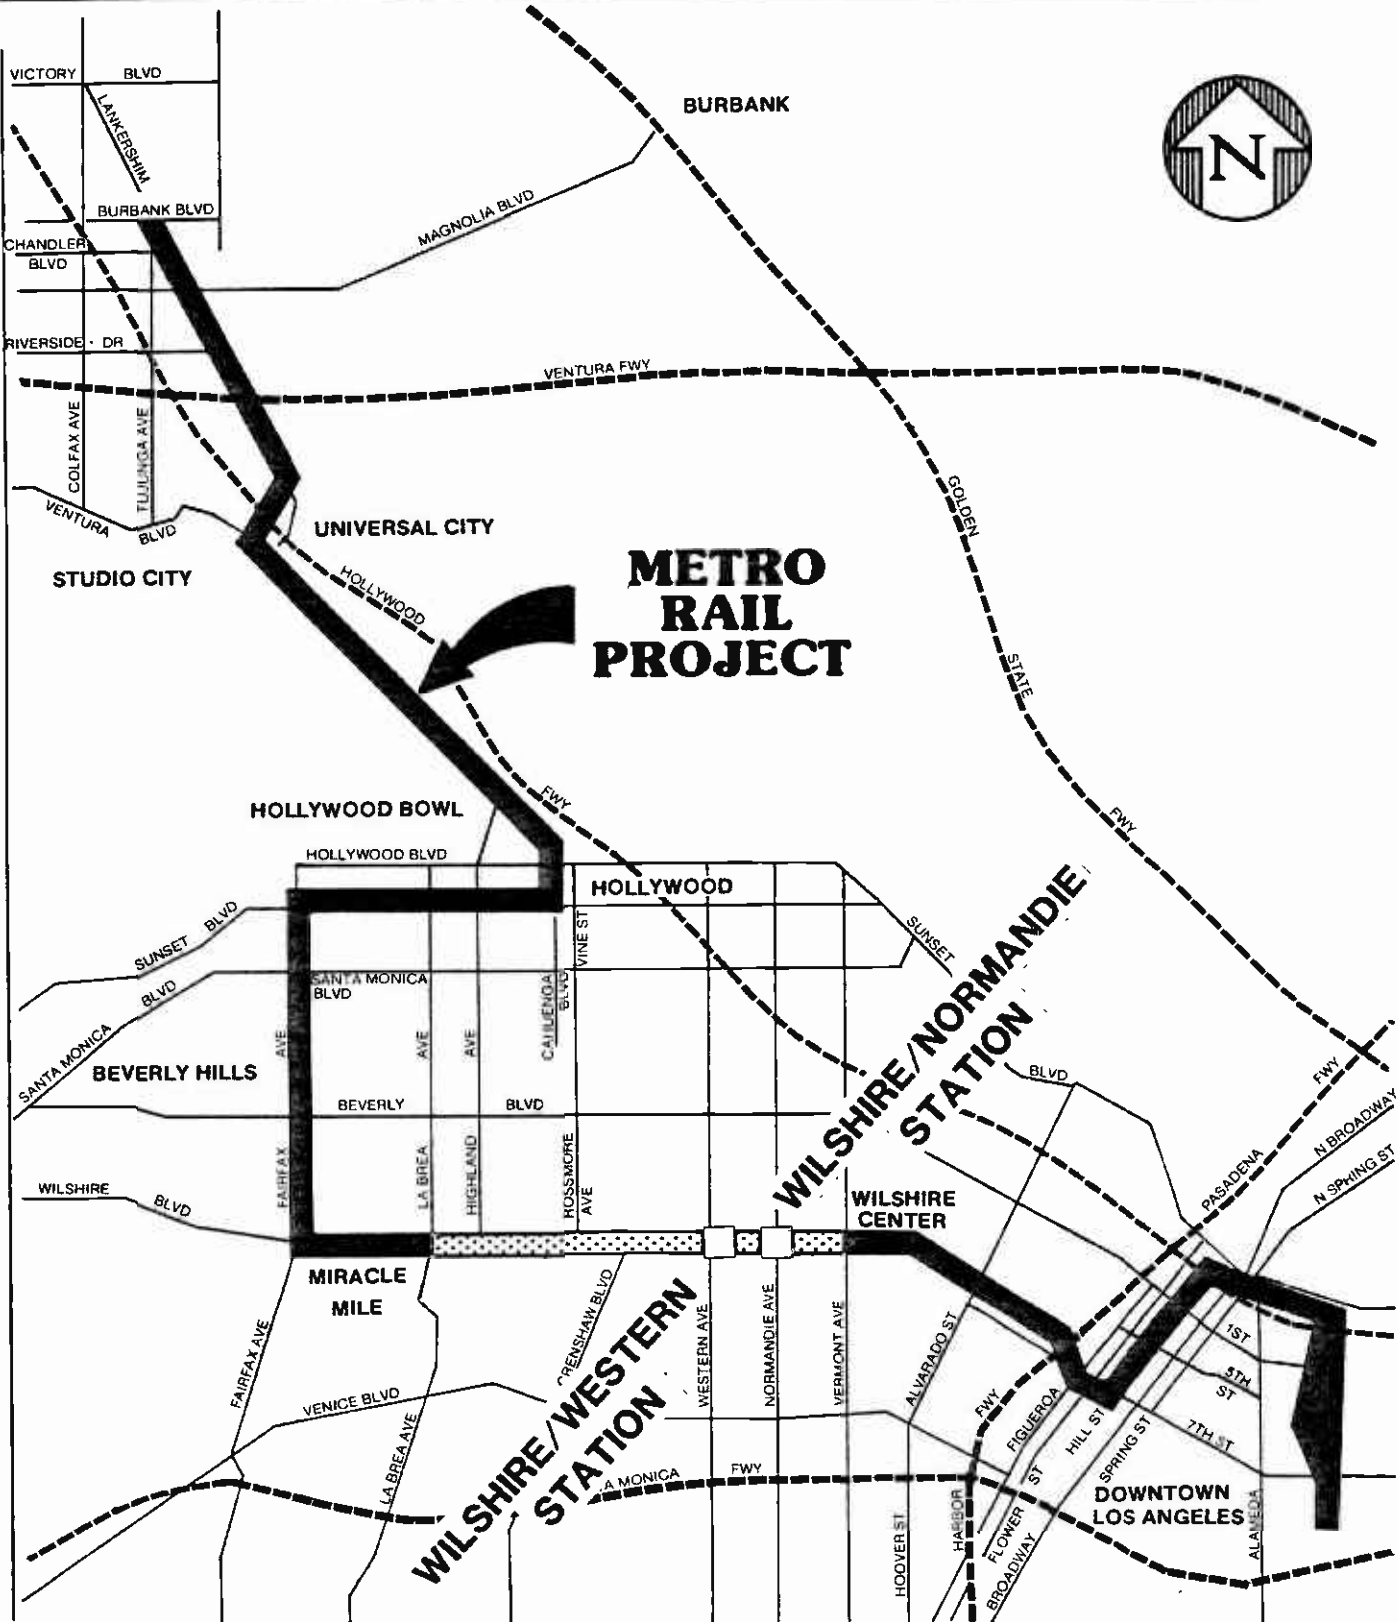 BURBANK
N
VICTORY BLVD
LANKERSHIM
BURBANK BLVD
MAGNOLIA BLVD
CHANDLER
BLVD
RIVERSIDE · DR
VENTURA FWY
COLFAX AVE
TUJUNGA AVE
VENTURA BLVD
GOLDEN STATE FWY
UNIVERSAL CITY
STUDIO CITY
HOLLYWOOD FWY
METRO
RAIL
PROJECT
HOLLYWOOD BOWL
HOLLYWOOD BLVD
HOLLYWOOD
SUNSET BLVD
VINE ST
SUNSET BLVD
SANTA MONICA BLVD
SANTA MONICA
BLVD
CAHUENGA
BLVD
WILSHIRE/NORMANDIE
STATION
BEVERLY HILLS
FAIRFAX AVE
LA BREA AVE
HIGHLAND AVE
BEVERLY BLVD
ROSSMORE
AVE
PASADENA FWY
N BROADWAY
N SPRING ST
WILSHIRE BLVD
WILSHIRE
CENTER
MIRACLE
MILE
FAIRFAX AVE
LA BREA AVE
CRENSHAW BLVD
WESTERN AVE
NORMANDIE AVE
VERMONT AVE
ALVARADO ST
VENICE BLVD
WILSHIRE/WESTERN
STATION
A MONICA FWY
HOOVER ST
HARBOR FWY
FIGUEROA ST
FLOWER
BROADWAY
HILL ST
SPRING ST
1ST
5TH
ST
7TH ST
DOWNTOWN
LOS ANGELES
ALAMEDA